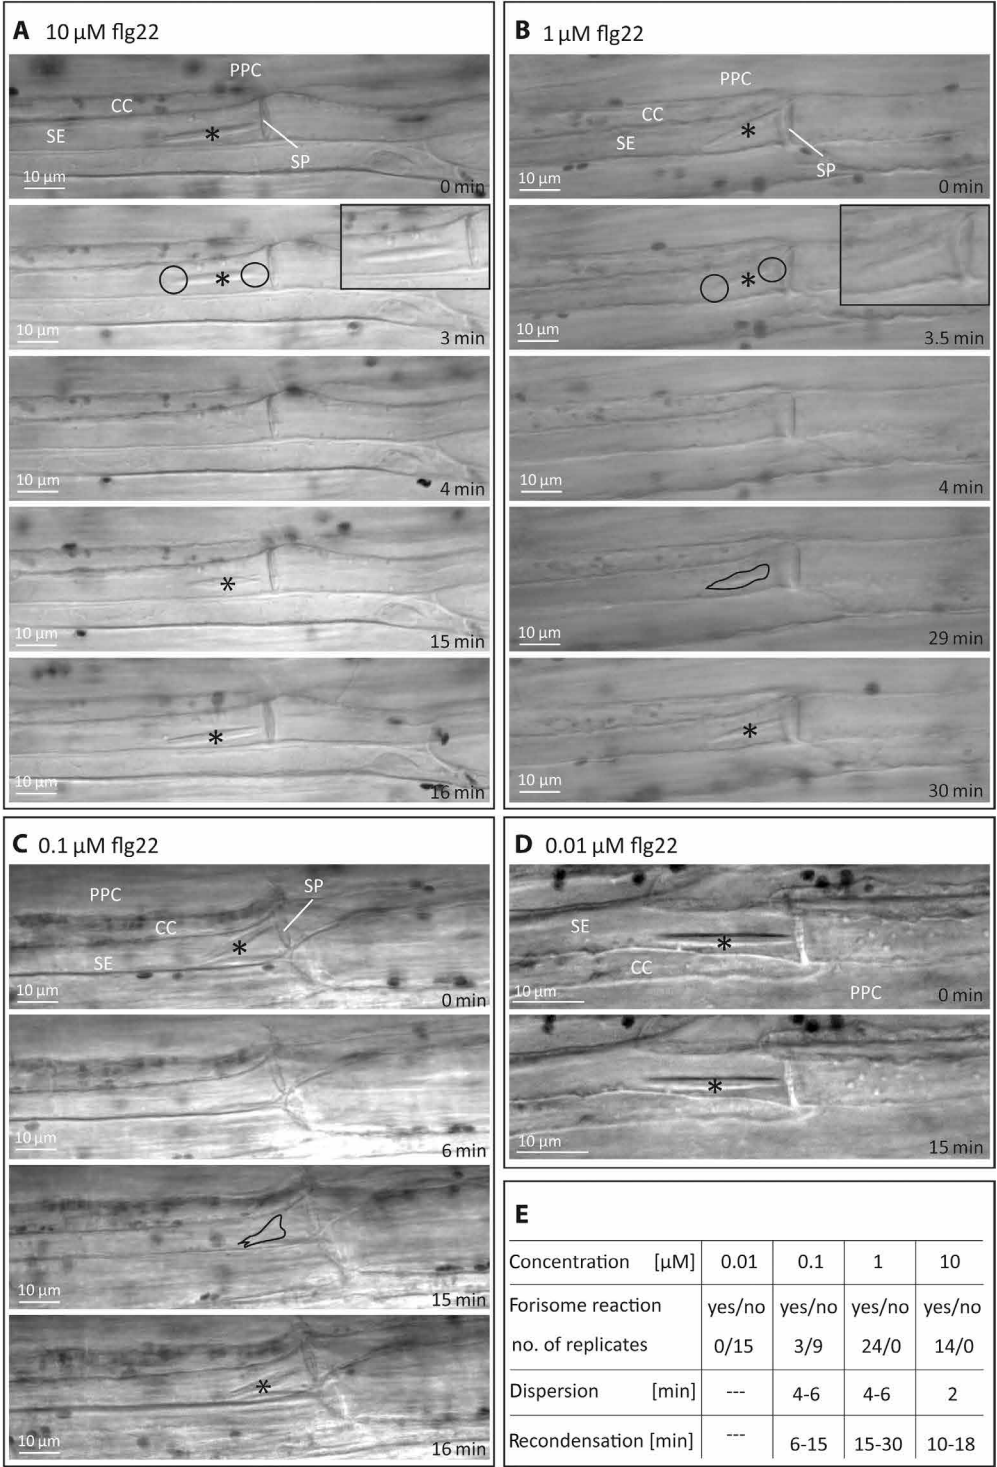 A 10 µM flg22
PPC
CC
SE
*
SP
10 µm
0 min
*
10 µm
3 min
10 µm
4 min
*
10 µm
15 min
*
10 µm
16 min
B 1 µM flg22
PPC
CC
*
SE
SP
10 µm
0 min
*
10 µm
3.5 min
10 µm
4 min
10 µm
29 min
*
10 µm
30 min
C 0.1 µM flg22
SP
PPC
CC
*
SE
10 µm
0 min
10 µm
6 min
10 µm
15 min
*
10 µm
16 min
D 0.01 µM flg22
SE
*
CC
10 µm
PPC
0 min
*
10 µm
15 min
E
Concentration [µM] 0.01 0.1 1 10
Forisome reaction yes/no yes/no yes/no yes/no
no. of replicates 0/15 3/9 24/0 14/0
Dispersion [min] --- 4-6 4-6 2
Recondensation [min] --- 6-15 15-30 10-18